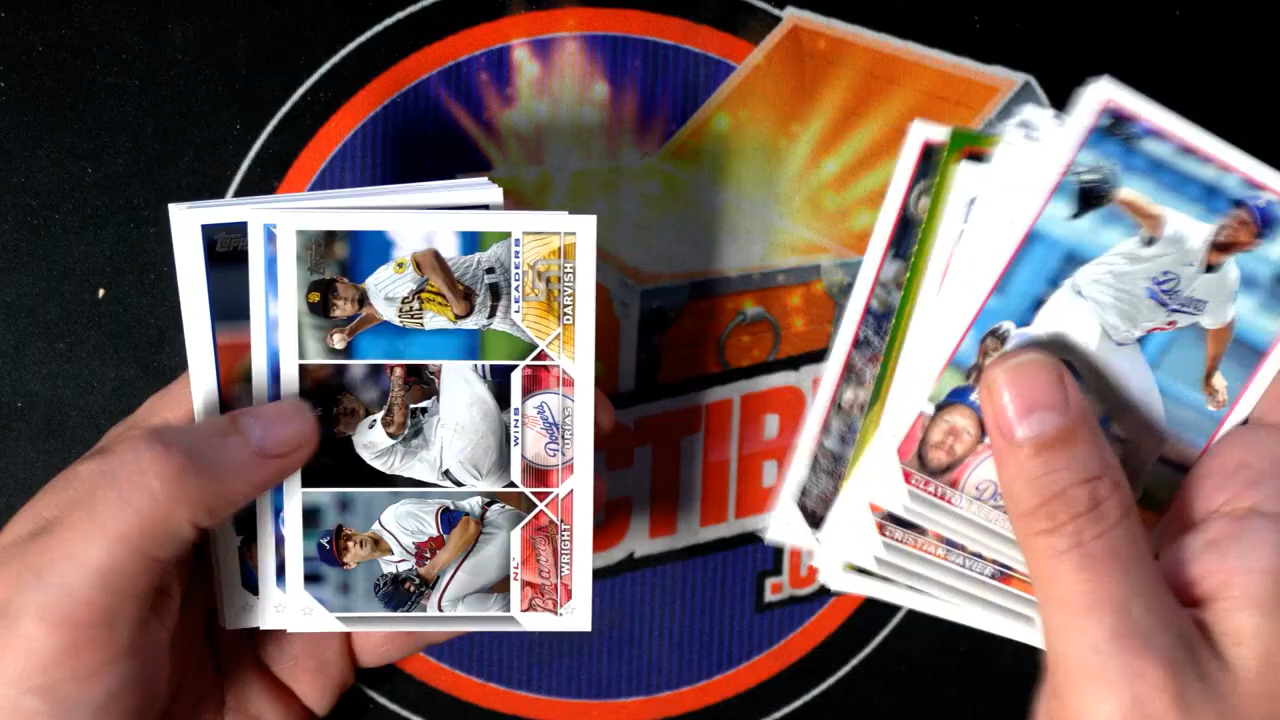 TOPPS
LEADERS
DARVISH
WINS
Dodgers
URIAS
NL
Braves
WRIGHT
Dodgers
CLAYTON KERSHAW
CRISTIAN JAVIER
CTIB